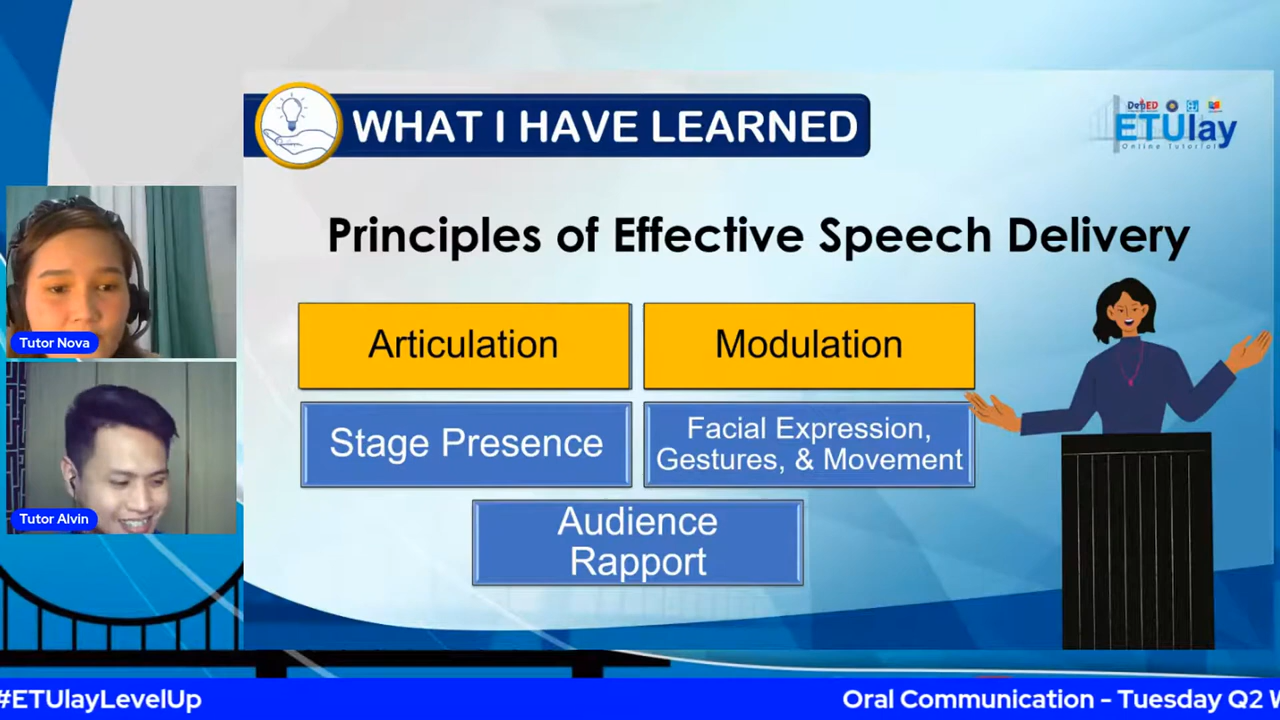 WHAT I HAVE LEARNED
DepED
ETUlay
Online Tutorial
Principles of Effective Speech Delivery
Articulation
Modulation
Stage Presence
Facial Expression,
Gestures, & Movement
Audience
Rapport
Tutor Nova
Tutor Alvin
#ETUlayLevelUp
Oral Communication - Tuesday Q2 W